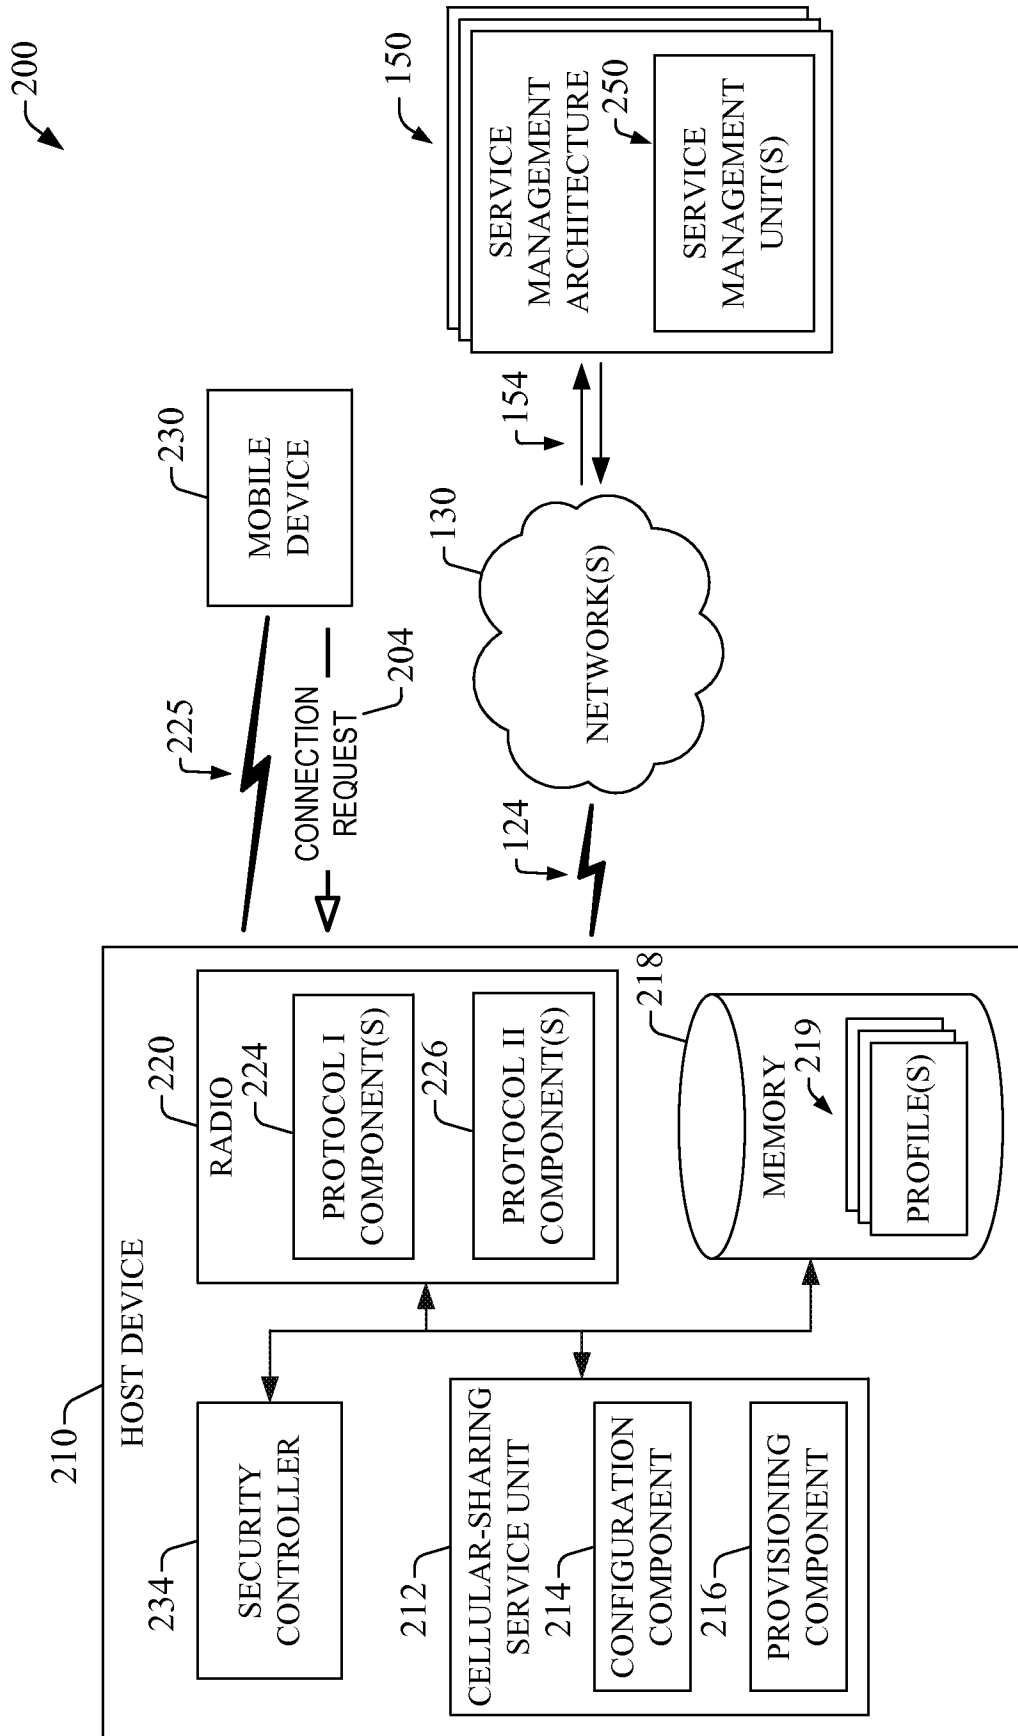 200
210
HOST DEVICE
234
SECURITY
CONTROLLER
212
CELLULAR-SHARING
SERVICE UNIT
214
CONFIGURATION
COMPONENT
216
PROVISIONING
COMPONENT
220
RADIO
224
PROTOCOL I
COMPONENT(S)
226
PROTOCOL II
COMPONENT(S)
218
MEMORY
219
PROFILE(S)
225
CONNECTION
REQUEST
204
124
230
MOBILE
DEVICE
130
NETWORK(S)
154
150
SERVICE
MANAGEMENT
ARCHITECTURE
250
SERVICE
MANAGEMENT
UNIT(S)